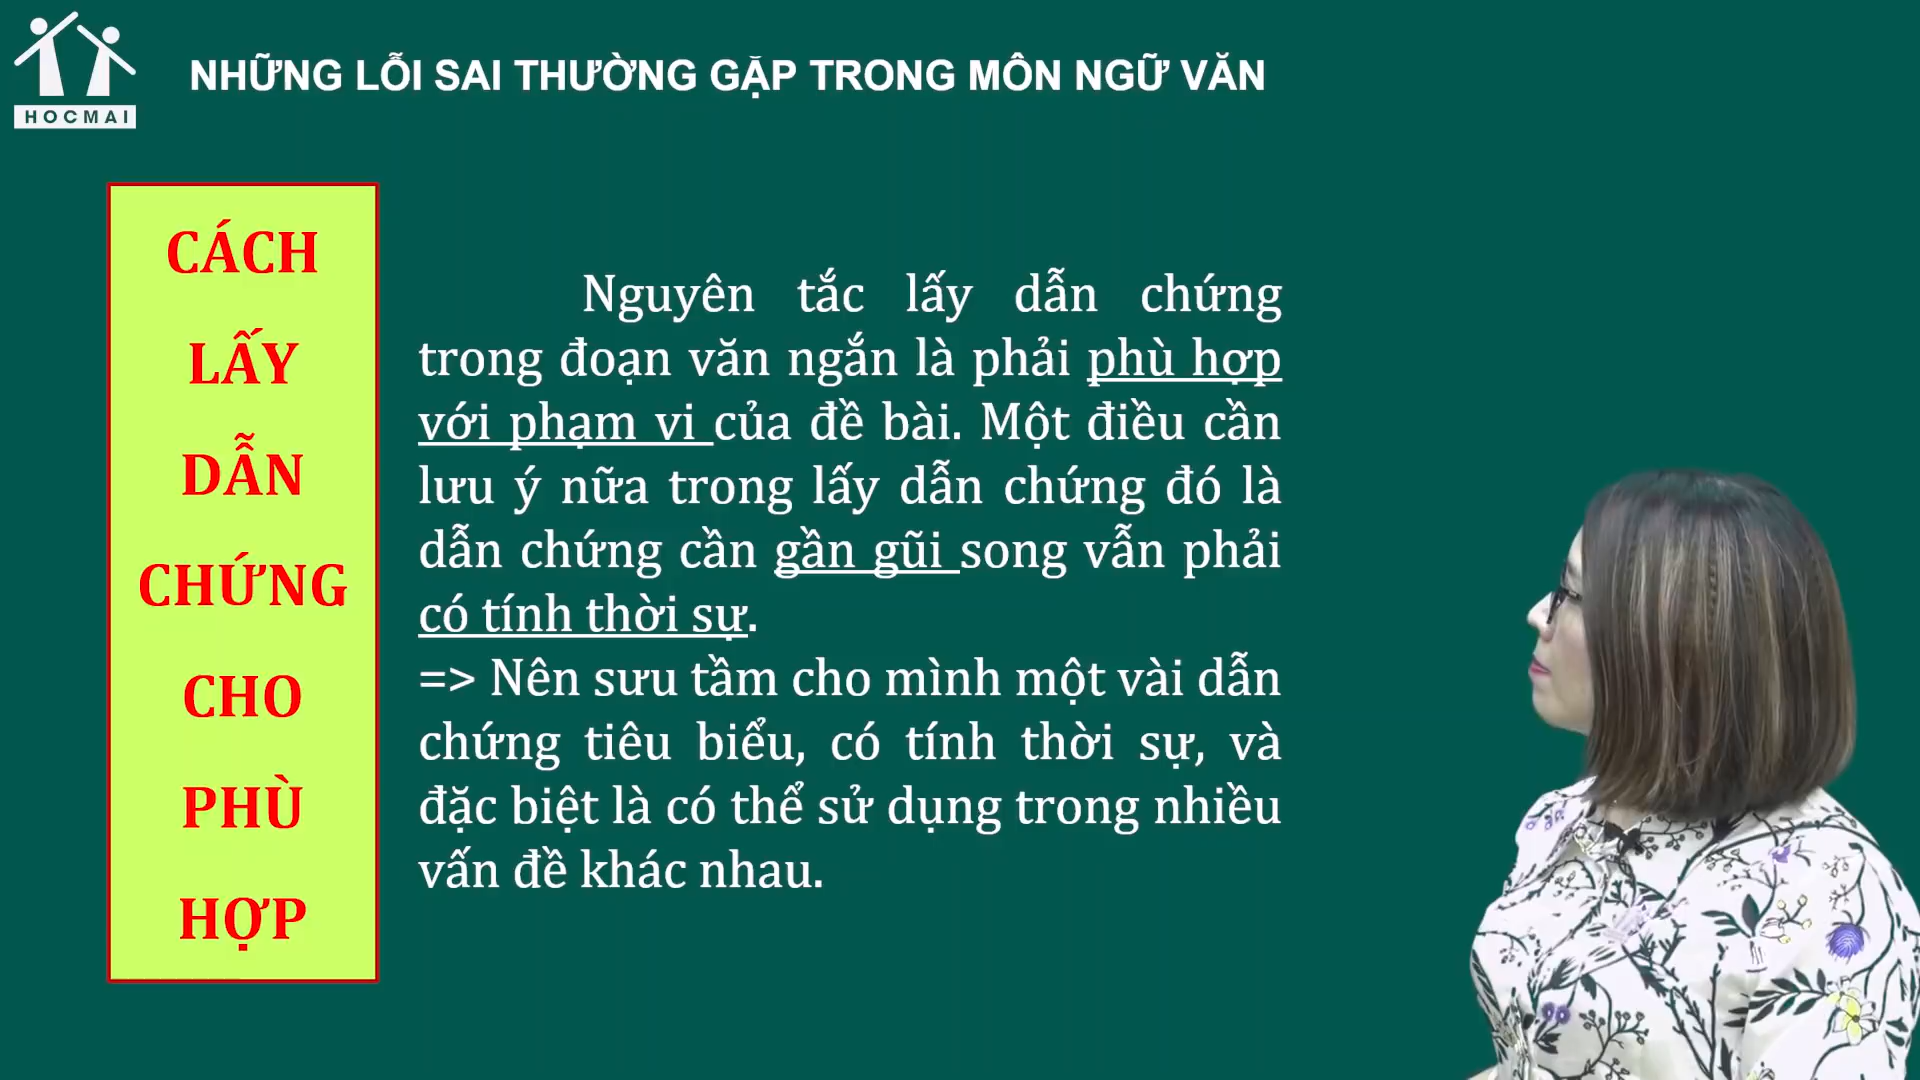 HOCMAI
NHỮNG LỖI SAI THƯỜNG GẶP TRONG MÔN NGỮ VĂN
CÁCH
LẤY
DẪN
CHỨNG
CHO
PHÙ
HỢP
Nguyên tắc lấy dẫn chứng
trong đoạn văn ngắn là phải phù hợp
với phạm vi của đề bài. Một điều cần
lưu ý nữa trong lấy dẫn chứng đó là
dẫn chứng cần gần gũi song vẫn phải
có tính thời sự.
=> Nên sưu tầm cho mình một vài dẫn
chứng tiêu biểu, có tính thời sự, và
đặc biệt là có thể sử dụng trong nhiều
vấn đề khác nhau.